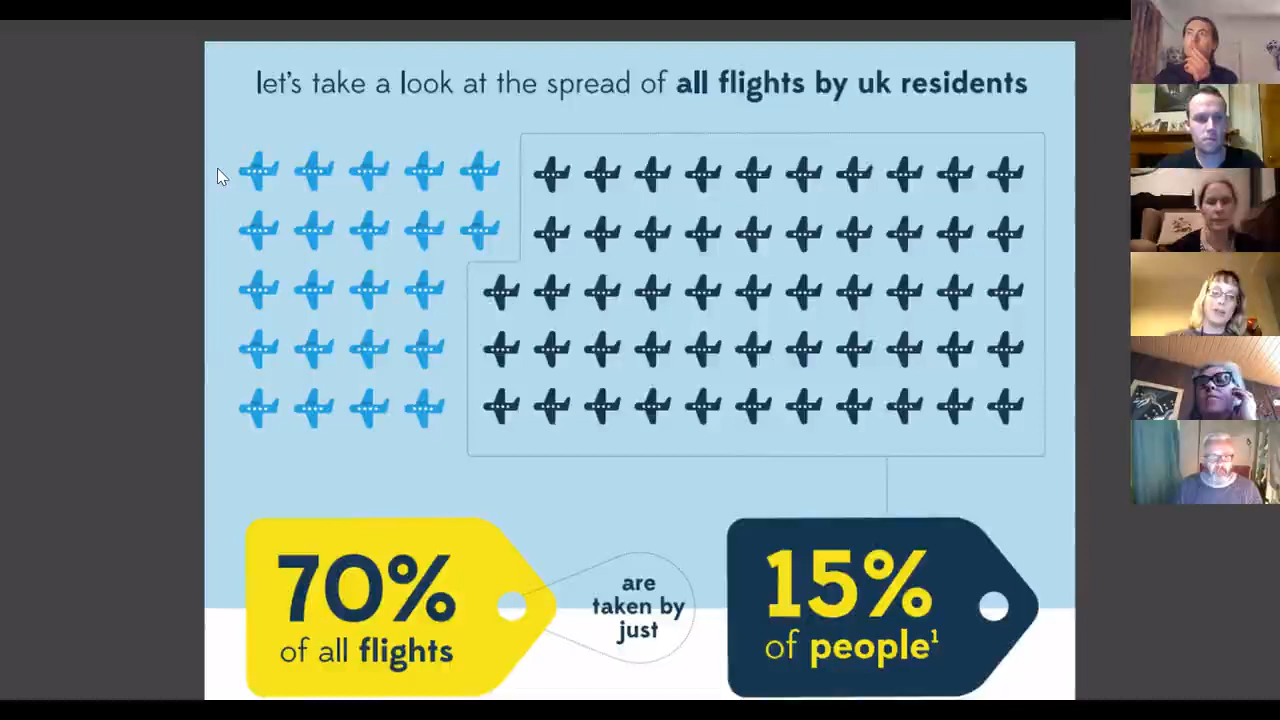 let's take a look at the spread of all flights by uk residents
70%
of all flights
are
taken by
just
15%
of people¹